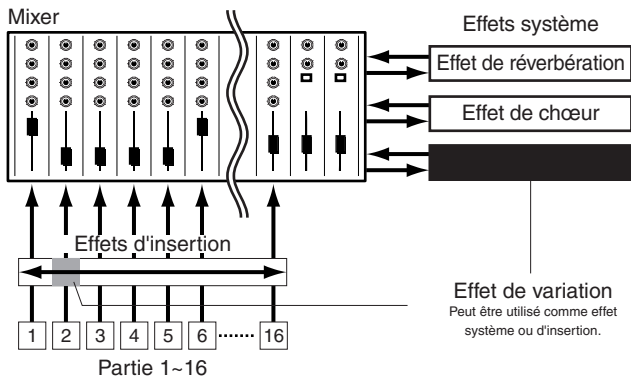 Mixer
Effets système
Effet de réverbération
Effet de chœur
Effets d'insertion
Effet de variation
Peut être utilisé comme effet
système ou d'insertion.
1 2 3 4 5 6 ....... 16
Partie 1~16